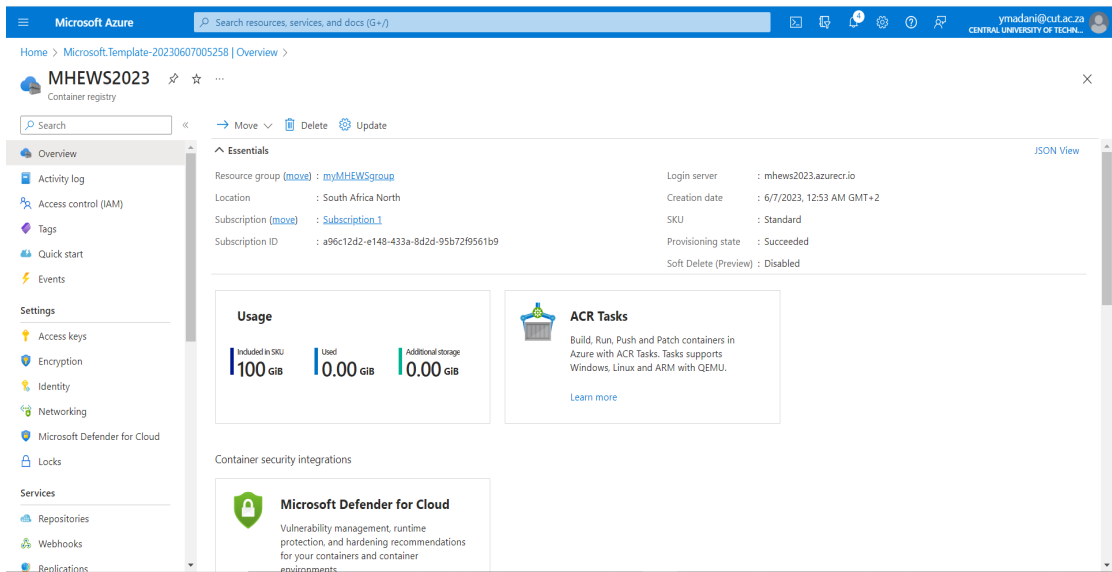 Microsoft Azure
Search resources, services, and docs (G+/)
4
ymadani@cut.ac.za
CENTRAL UNIVERSITY OF TECHN...
Home > Microsoft.Template-20230607005258 | Overview >
MHEWS2023
Container registry
Search
«
Move
Delete
Update
Overview
Activity log
Access control (IAM)
Tags
Quick start
Events
Settings
Access keys
Encryption
Identity
Networking
Microsoft Defender for Cloud
Locks
Services
Repositories
Webhooks
Replications
Essentials
JSON View
Resource group (move) : myMHEWSgroup
Location : South Africa North
Subscription (move) : Subscription 1
Subscription ID : a96c12d2-e148-433a-8d2d-95b72f9561b9
Login server : mhews2023.azurecr.io
Creation date : 6/7/2023, 12:53 AM GMT+2
SKU : Standard
Provisioning state : Succeeded
Soft Delete (Preview) : Disabled
Usage
Included in SKU
100 GiB
Used
0.00 GiB
Additional storage
0.00 GiB
ACR Tasks
Build, Run, Push and Patch containers in
Azure with ACR Tasks. Tasks supports
Windows, Linux and ARM with QEMU.
Learn more
Container security integrations
Microsoft Defender for Cloud
Vulnerability management, runtime
protection, and hardening recommendations
for your containers and container
environments.